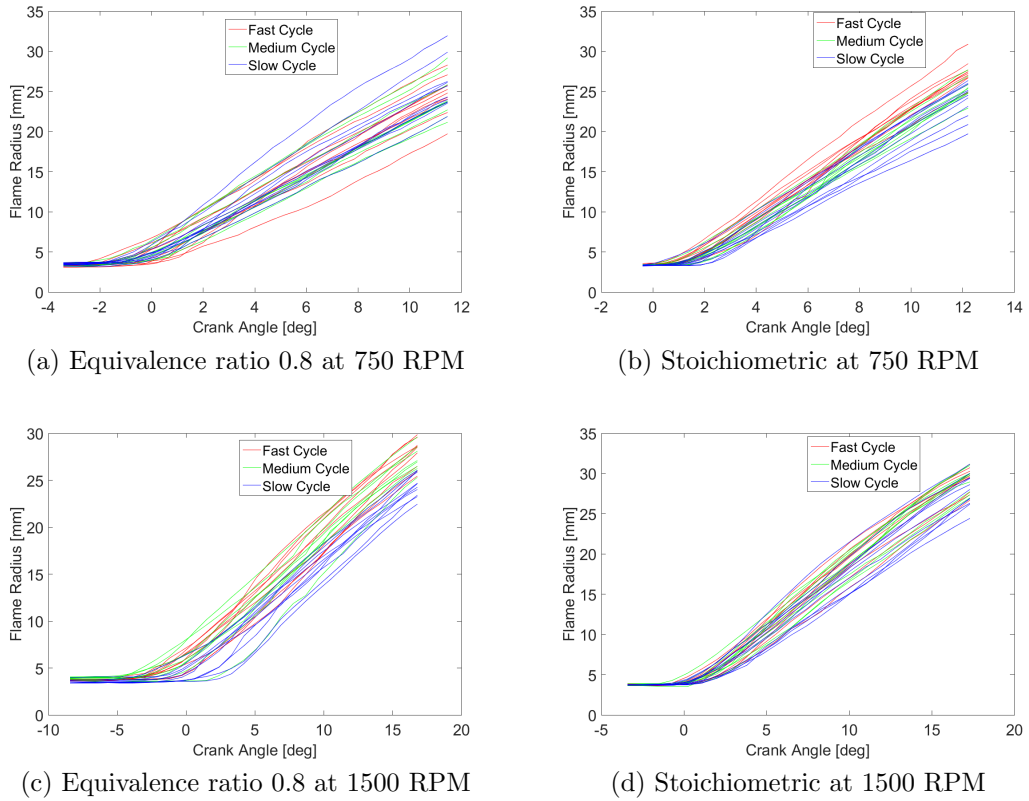 35
30
25
20
15
10
5
0
Flame Radius [mm]
Fast Cycle
Medium Cycle
Slow Cycle
-4 -2 0 2 4 6 8 10 12
Crank Angle [deg]
(a) Equivalence ratio 0.8 at 750 RPM
35
30
25
20
15
10
5
0
Flame Radius [mm]
Fast Cycle
Medium Cycle
Slow Cycle
-2 0 2 4 6 8 10 12 14
Crank Angle [deg]
(b) Stoichiometric at 750 RPM
30
25
20
15
10
5
0
Flame Radius [mm]
Fast Cycle
Medium Cycle
Slow Cycle
-10 -5 0 5 10 15 20
Crank Angle [deg]
(c) Equivalence ratio 0.8 at 1500 RPM
35
30
25
20
15
10
5
0
Flame Radius [mm]
Fast Cycle
Medium Cycle
Slow Cycle
-5 0 5 10 15 20
Crank Angle [deg]
(d) Stoichiometric at 1500 RPM